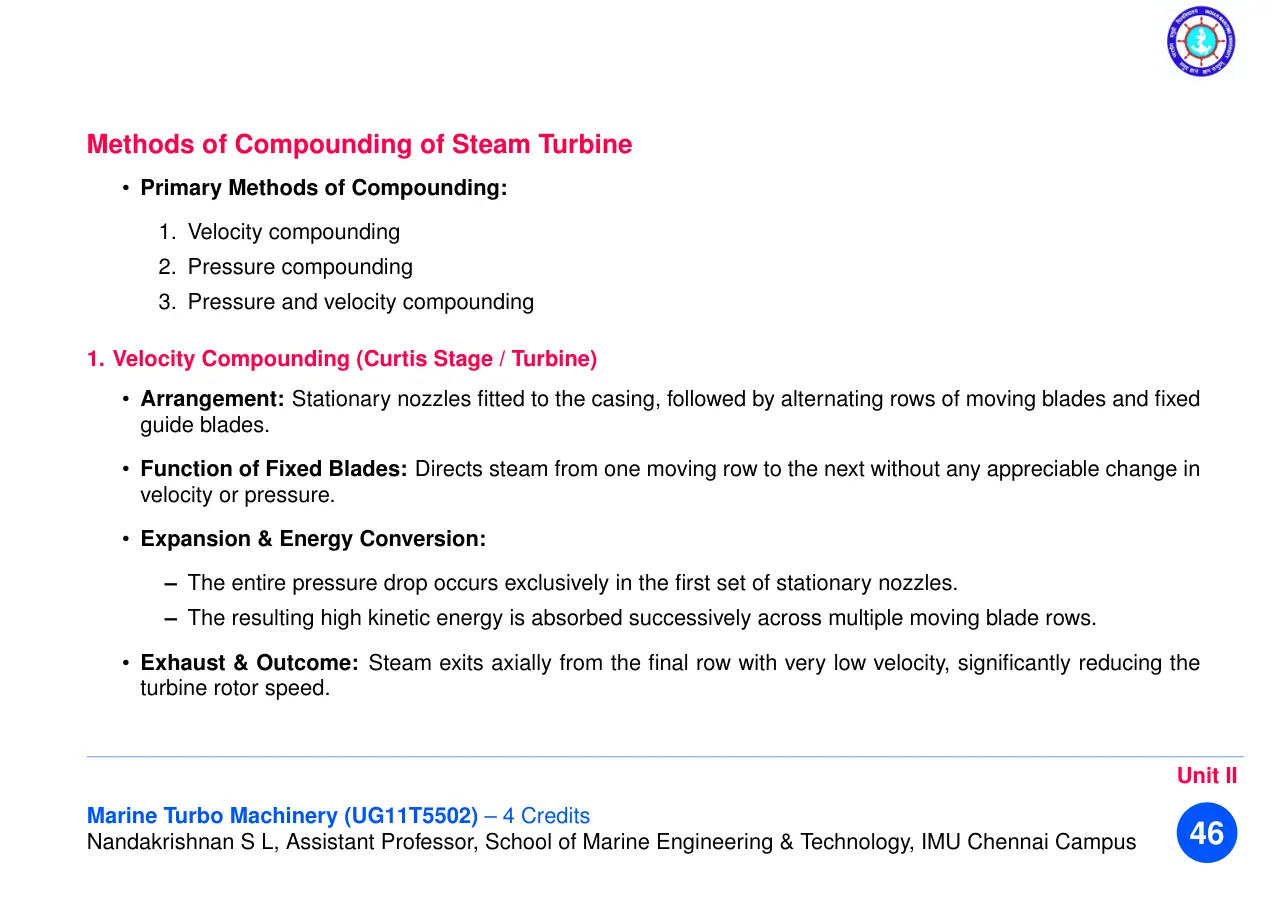 Methods of Compounding of Steam Turbine
• Primary Methods of Compounding:
1. Velocity compounding
2. Pressure compounding
3. Pressure and velocity compounding
1. Velocity Compounding (Curtis Stage / Turbine)
• Arrangement: Stationary nozzles fitted to the casing, followed by alternating rows of moving blades and fixed
guide blades.
• Function of Fixed Blades: Directs steam from one moving row to the next without any appreciable change in
velocity or pressure.
• Expansion & Energy Conversion:
– The entire pressure drop occurs exclusively in the first set of stationary nozzles.
– The resulting high kinetic energy is absorbed successively across multiple moving blade rows.
• Exhaust & Outcome: Steam exits axially from the final row with very low velocity, significantly reducing the
turbine rotor speed.
Unit II
Marine Turbo Machinery (UG11T5502) – 4 Credits
Nandakrishnan S L, Assistant Professor, School of Marine Engineering & Technology, IMU Chennai Campus
46